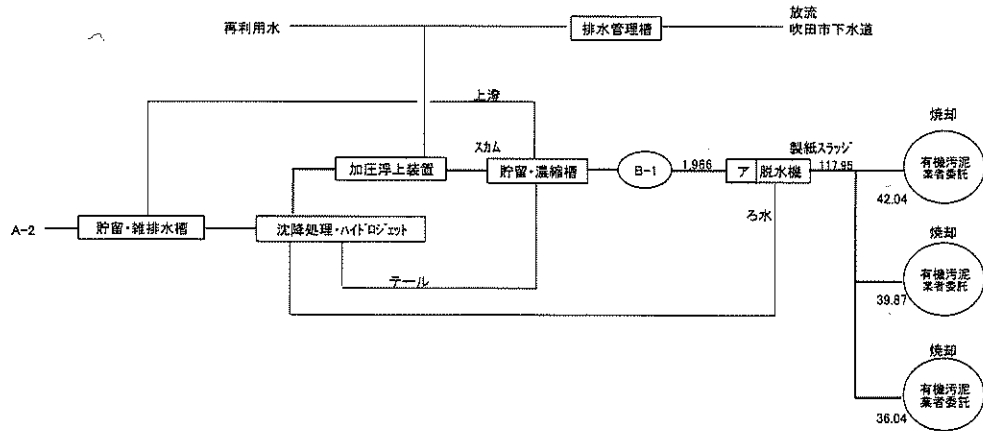 再利用水
排水管理槽
放流
吹田市下水道
上澄
スカム
加圧浮上装置
貯留・濃縮槽
B-1
1,966
ア
脱水機
製紙スラッジ
117.95
焼却
有機汚泥
業者委託
42.04
A-2
貯留・雑排水槽
沈降処理・ハイドロジェット
テール
ろ水
焼却
有機汚泥
業者委託
39.87
焼却
有機汚泥
業者委託
36.04